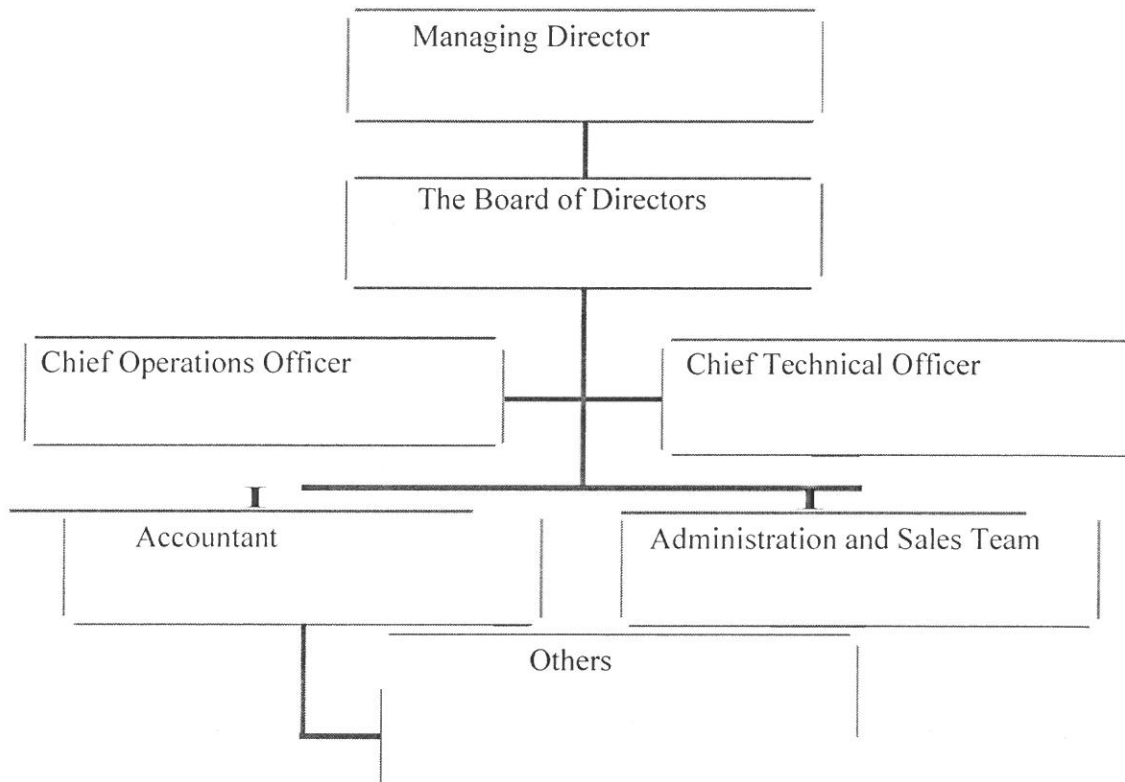 Managing Director
The Board of Directors
Chief Operations Officer
Chief Technical Officer
Accountant
Administration and Sales Team
Others